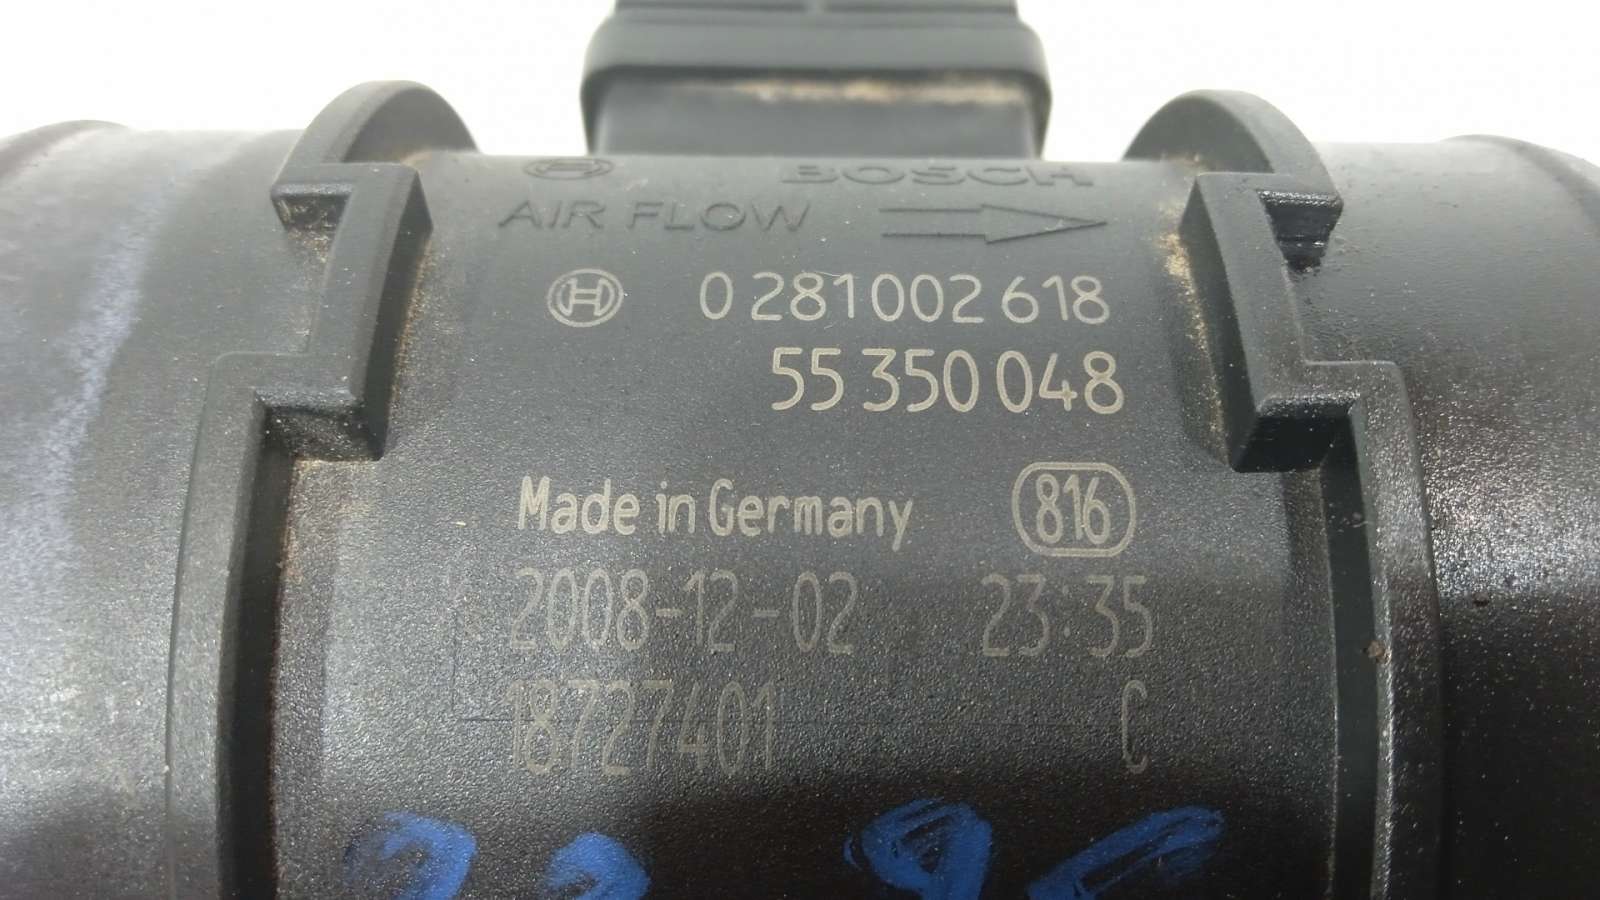 BOSCH
AIR FLOW
0 281 002 618
55 350 048
Made in Germany 816
2008-12-02 23:35
18727401 C